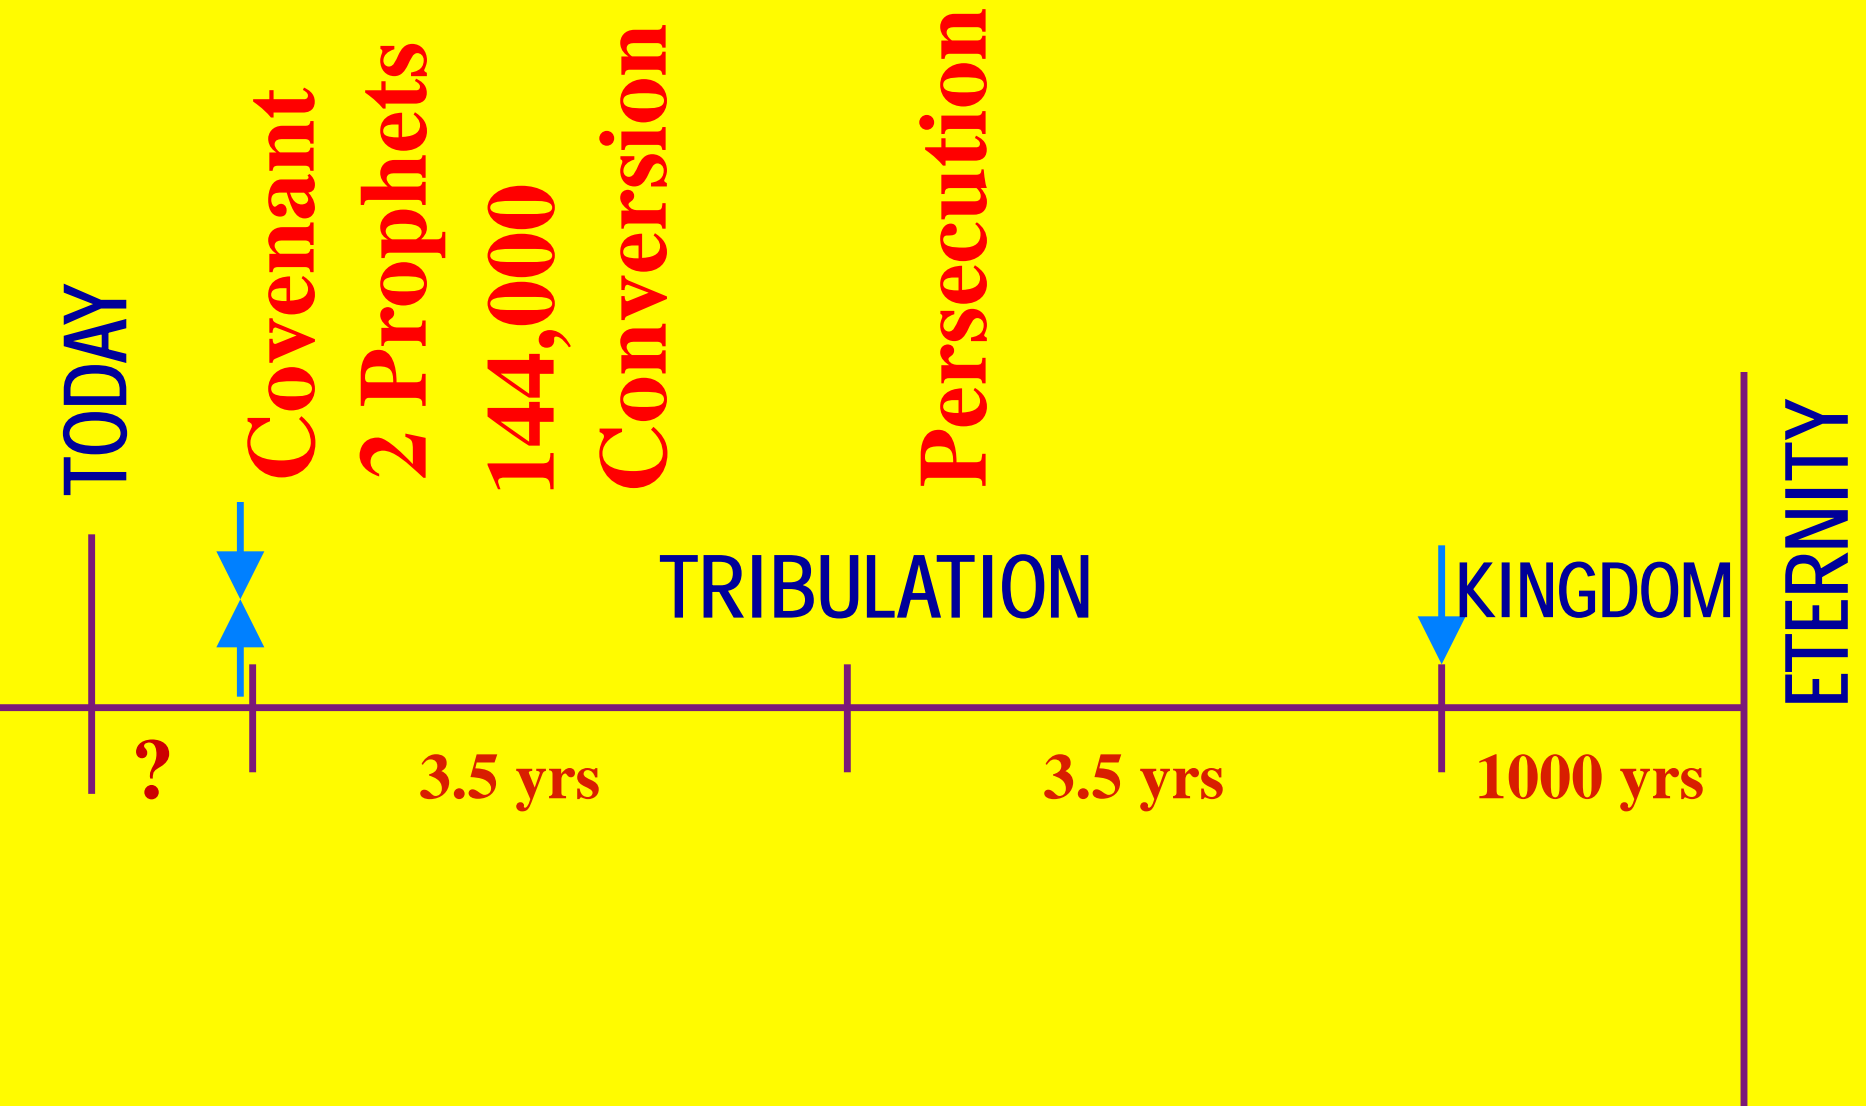 TODAY
Covenant
2 Prophets
144,000
Conversion
Persecution
TRIBULATION
KINGDOM
ETERNITY
?
3.5 yrs
3.5 yrs
1000 yrs